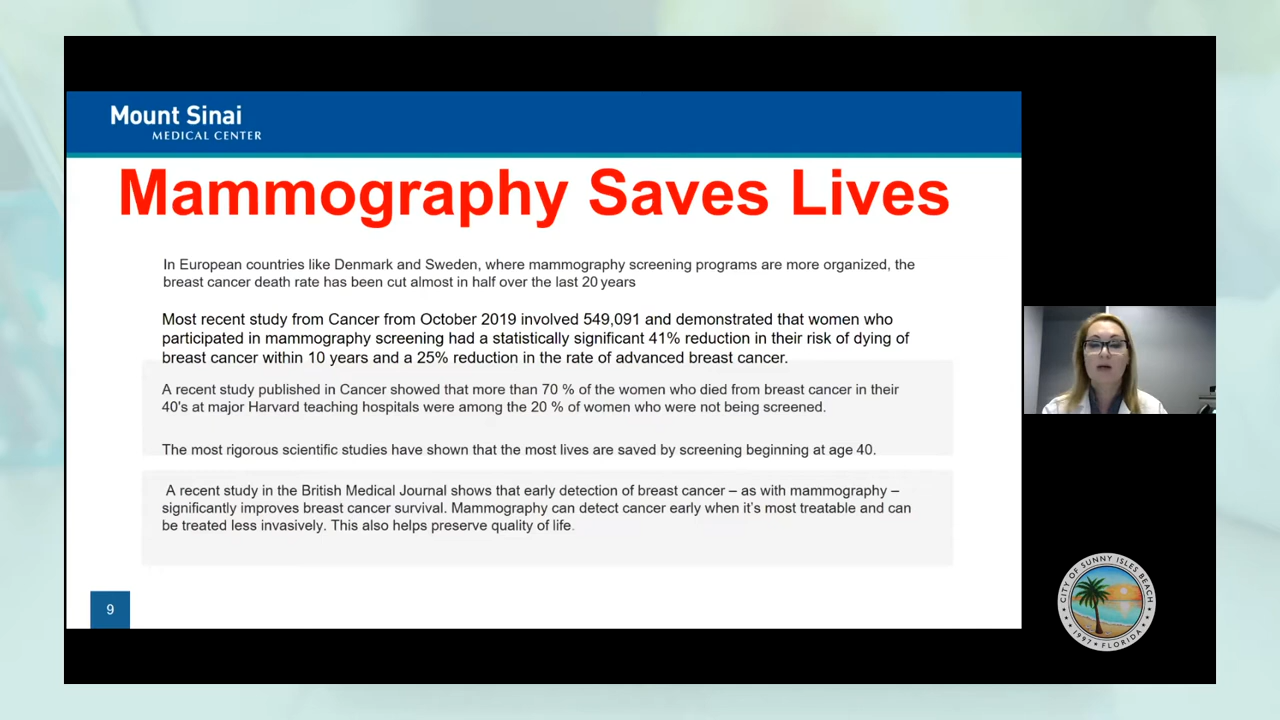 Mount Sinai
MEDICAL CENTER
Mammography Saves Lives
In European countries like Denmark and Sweden, where mammography screening programs are more organized, the
breast cancer death rate has been cut almost in half over the last 20 years
Most recent study from Cancer from October 2019 involved 549,091 and demonstrated that women who
participated in mammography screening had a statistically significant 41% reduction in their risk of dying of
breast cancer within 10 years and a 25% reduction in the rate of advanced breast cancer.
A recent study published in Cancer showed that more than 70 % of the women who died from breast cancer in their
40's at major Harvard teaching hospitals were among the 20 % of women who were not being screened.
The most rigorous scientific studies have shown that the most lives are saved by screening beginning at age 40.
A recent study in the British Medical Journal shows that early detection of breast cancer – as with mammography –
significantly improves breast cancer survival. Mammography can detect cancer early when it's most treatable and can
be treated less invasively. This also helps preserve quality of life.
9
CITY OF SUNNY ISLES BEACH
1997 FLORIDA